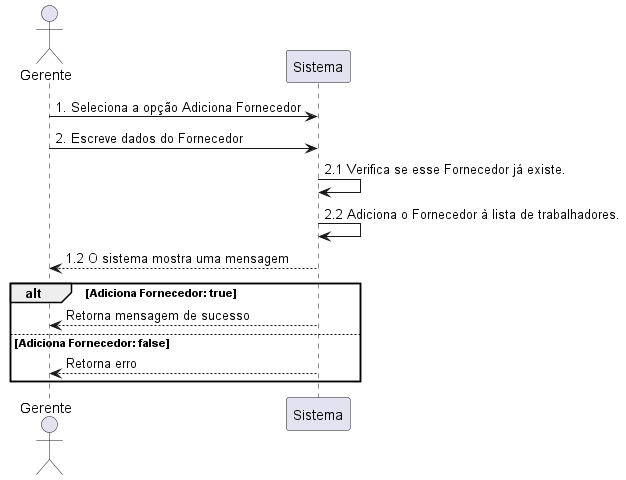 Gerente
Sistema
1. Seleciona a opção Adiciona Fornecedor
2. Escreve dados do Fornecedor
2.1 Verifica se esse Fornecedor já existe.
2.2 Adiciona o Fornecedor à lista de trabalhadores.
1.2 O sistema mostra uma mensagem
alt [Adiciona Fornecedor: true]
Retorna mensagem de sucesso
[Adiciona Fornecedor: false]
Retorna erro
Gerente
Sistema